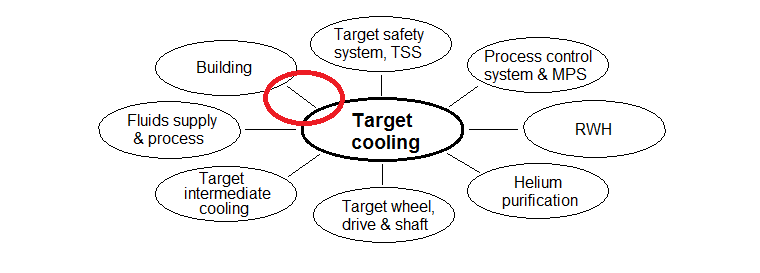 Target safety
system, TSS
Building
Process control
system & MPS
Fluids supply
& process
Target
cooling
RWH
Target
intermediate
cooling
Target wheel,
drive & shaft
Helium
purification